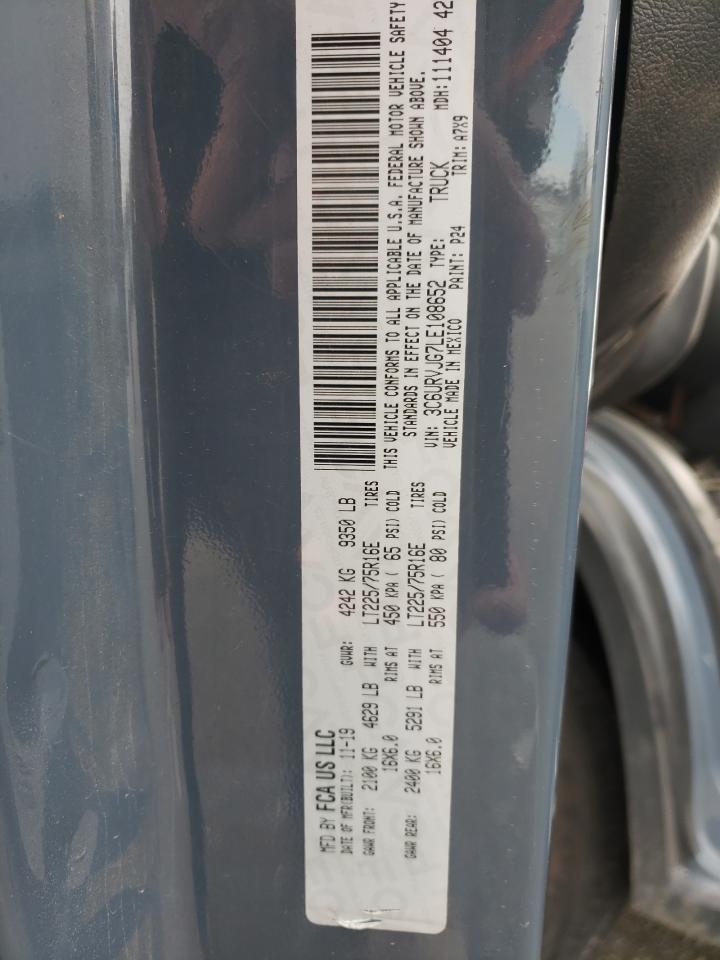 MFD BY FCA US LLC
DATE OF MFR(BUILT): 11-19 GVWR: 4242 KG 9350 LB
GAWR FRONT: 2100 KG 4629 LB WITH LT225/75R16E TIRES
16X6.0 RIMS AT 450 KPA ( 65 PSI) COLD
GAWR REAR: 2400 KG 5291 LB WITH LT225/75R16E TIRES
16X6.0 RIMS AT 550 KPA ( 80 PSI) COLD
THIS VEHICLE CONFORMS TO ALL APPLICABLE U.S.A. FEDERAL MOTOR VEHICLE SAFETY
STANDARDS IN EFFECT ON THE DATE OF MANUFACTURE SHOWN ABOVE.
VIN: 3C6URVJG7LE108652 TYPE: TRUCK MDH:111404 42
VEHICLE MADE IN MEXICO PAINT: P24 TRIM: A7X9